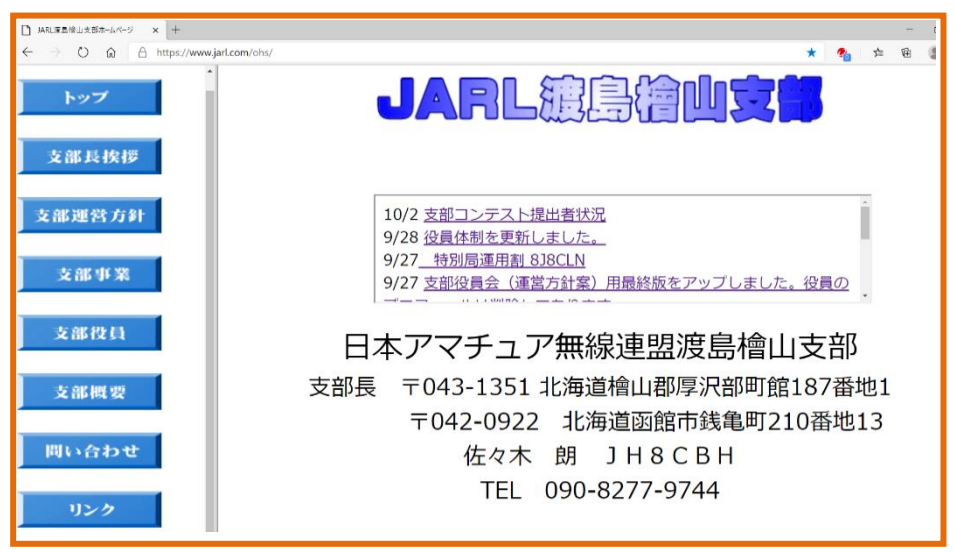 JARL渡島檜山支部ホームページ
https://www.jarl.com/ohs/
トップ
支部長挨拶
支部運営方針
支部事業
支部役員
支部概要
問い合わせ
リンク
JARL渡島檜山支部
10/2 支部コンテスト提出者状況
9/28 役員体制を更新しました。
9/27 特別局運用割 8J8CLN
9/27 支部役員会（運営方針案）用最終版をアップしました。役員の
日本アマチュア無線連盟渡島檜山支部
支部長 〒043-1351 北海道檜山郡厚沢部町館187番地1
〒042-0922 北海道函館市銭亀町210番地13
佐々木 朗 ＪＨ８ＣＢＨ
TEL 090-8277-9744